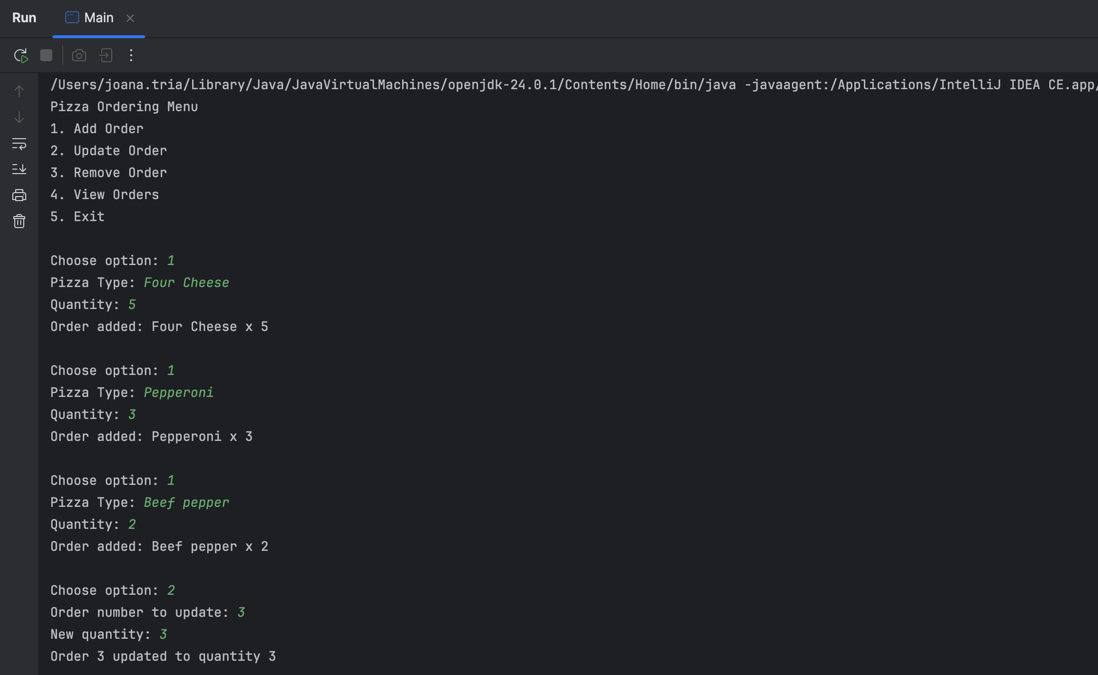 Run
Main
/Users/joana.tria/Library/Java/JavaVirtualMachines/openjdk-24.0.1/Contents/Home/bin/java -javaagent:/Applications/IntelliJ IDEA CE.app/
Pizza Ordering Menu
1. Add Order
2. Update Order
3. Remove Order
4. View Orders
5. Exit
Choose option: 1
Pizza Type: Four Cheese
Quantity: 5
Order added: Four Cheese x 5
Choose option: 1
Pizza Type: Pepperoni
Quantity: 3
Order added: Pepperoni x 3
Choose option: 1
Pizza Type: Beef pepper
Quantity: 2
Order added: Beef pepper x 2
Choose option: 2
Order number to update: 3
New quantity: 3
Order 3 updated to quantity 3